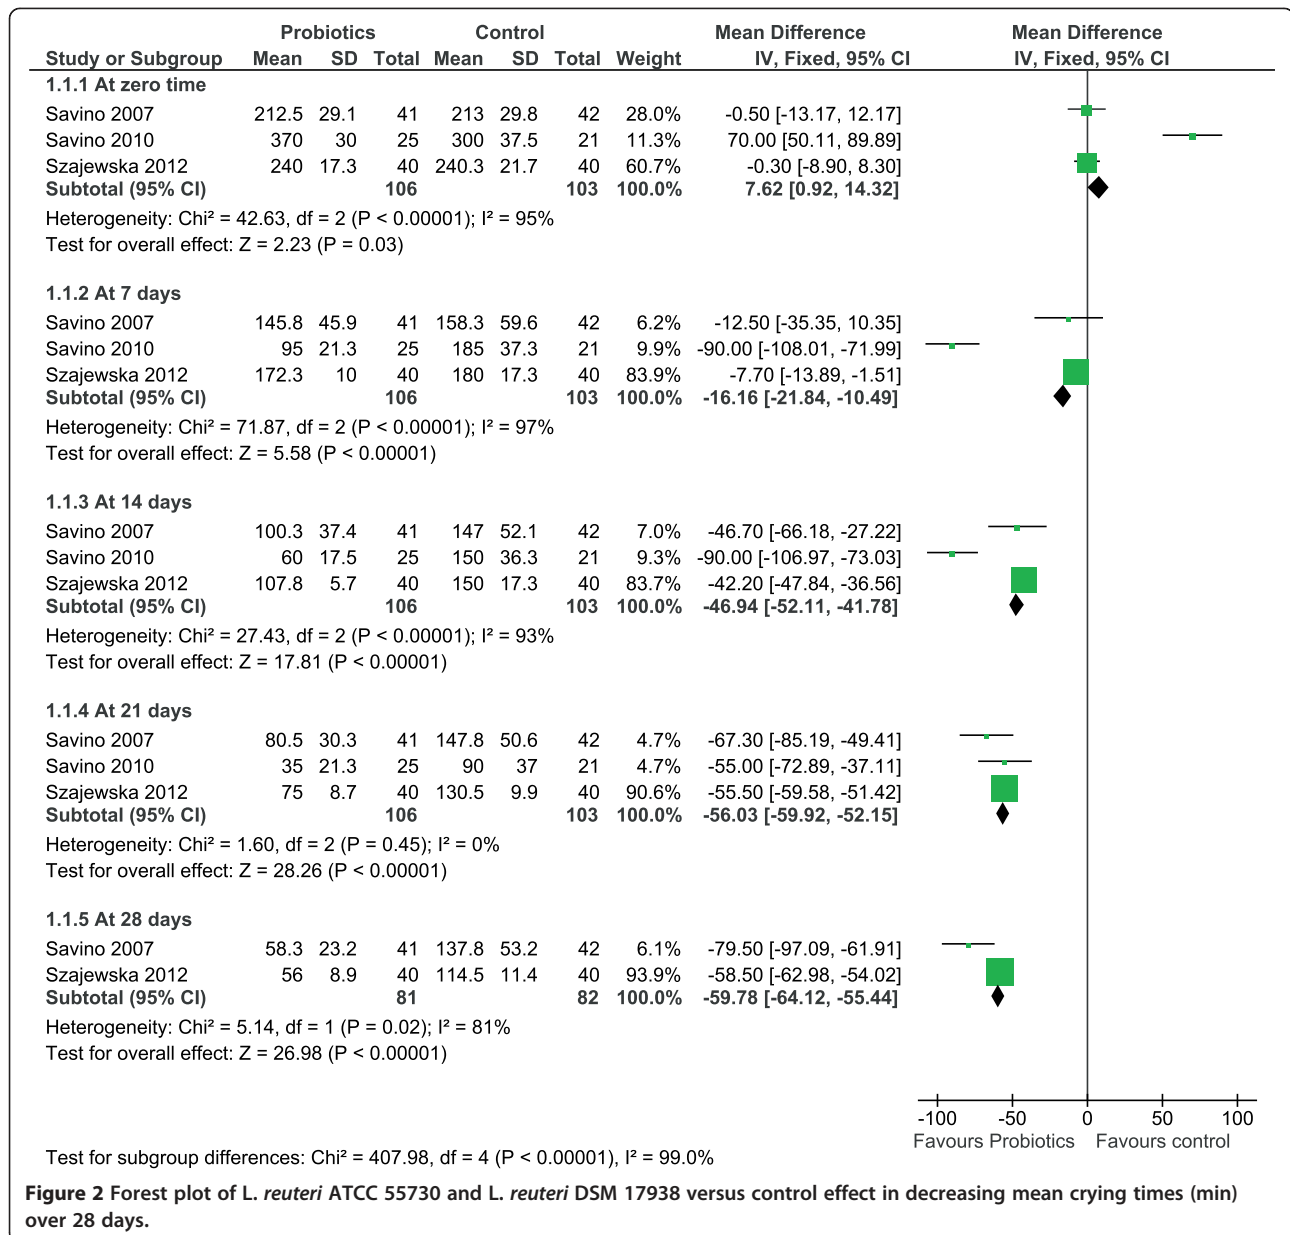 Probiotics Control Mean Difference Mean Difference
Study or Subgroup Mean SD Total Mean SD Total Weight IV, Fixed, 95% CI IV, Fixed, 95% CI
1.1.1 At zero time
Savino 2007 212.5 29.1 41 213 29.8 42 28.0% -0.50 [-13.17, 12.17]
Savino 2010 370 30 25 300 37.5 21 11.3% 70.00 [50.11, 89.89]
Szajewska 2012 240 17.3 40 240.3 21.7 40 60.7% -0.30 [-8.90, 8.30]
Subtotal (95% CI) 106 103 100.0% 7.62 [0.92, 14.32]
Heterogeneity: Chi² = 42.63, df = 2 (P < 0.00001); I² = 95%
Test for overall effect: Z = 2.23 (P = 0.03)
1.1.2 At 7 days
Savino 2007 145.8 45.9 41 158.3 59.6 42 6.2% -12.50 [-35.35, 10.35]
Savino 2010 95 21.3 25 185 37.3 21 9.9% -90.00 [-108.01, -71.99]
Szajewska 2012 172.3 10 40 180 17.3 40 83.9% -7.70 [-13.89, -1.51]
Subtotal (95% CI) 106 103 100.0% -16.16 [-21.84, -10.49]
Heterogeneity: Chi² = 71.87, df = 2 (P < 0.00001); I² = 97%
Test for overall effect: Z = 5.58 (P < 0.00001)
1.1.3 At 14 days
Savino 2007 100.3 37.4 41 147 52.1 42 7.0% -46.70 [-66.18, -27.22]
Savino 2010 60 17.5 25 150 36.3 21 9.3% -90.00 [-106.97, -73.03]
Szajewska 2012 107.8 5.7 40 150 17.3 40 83.7% -42.20 [-47.84, -36.56]
Subtotal (95% CI) 106 103 100.0% -46.94 [-52.11, -41.78]
Heterogeneity: Chi² = 27.43, df = 2 (P < 0.00001); I² = 93%
Test for overall effect: Z = 17.81 (P < 0.00001)
1.1.4 At 21 days
Savino 2007 80.5 30.3 41 147.8 50.6 42 4.7% -67.30 [-85.19, -49.41]
Savino 2010 35 21.3 25 90 37 21 4.7% -55.00 [-72.89, -37.11]
Szajewska 2012 75 8.7 40 130.5 9.9 40 90.6% -55.50 [-59.58, -51.42]
Subtotal (95% CI) 106 103 100.0% -56.03 [-59.92, -52.15]
Heterogeneity: Chi² = 1.60, df = 2 (P = 0.45); I² = 0%
Test for overall effect: Z = 28.26 (P < 0.00001)
1.1.5 At 28 days
Savino 2007 58.3 23.2 41 137.8 53.2 42 6.1% -79.50 [-97.09, -61.91]
Szajewska 2012 56 8.9 40 114.5 11.4 40 93.9% -58.50 [-62.98, -54.02]
Subtotal (95% CI) 81 82 100.0% -59.78 [-64.12, -55.44]
Heterogeneity: Chi² = 5.14, df = 1 (P = 0.02); I² = 81%
Test for overall effect: Z = 26.98 (P < 0.00001)
-100 -50 0 50 100
Favours Probiotics Favours control
Test for subgroup differences: Chi² = 407.98, df = 4 (P < 0.00001), I² = 99.0%
Figure 2 Forest plot of L. reuteri ATCC 55730 and L. reuteri DSM 17938 versus control effect in decreasing mean crying times (min)
over 28 days.